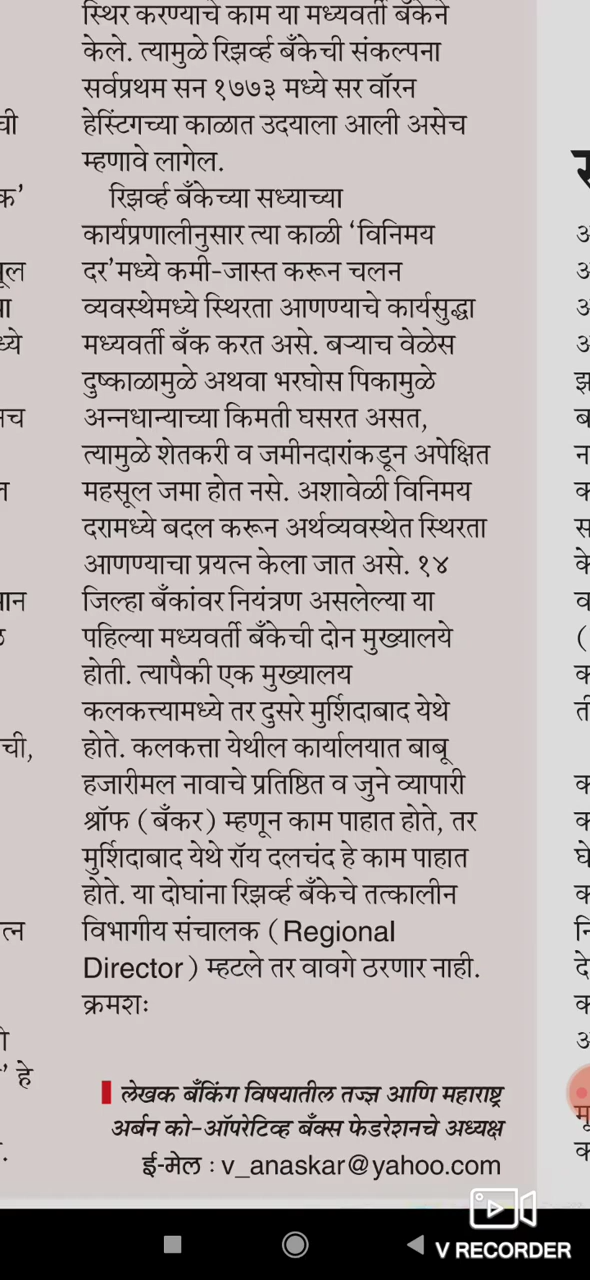 स्थिर करण्याचे काम या मध्यवर्ती बँकेने
केले. त्यामुळे रिझर्व्ह बँकेची संकल्पना
सर्वप्रथम सन १७७३ मध्ये सर वॉरन
हेस्टिंगच्या काळात उदयाला आली असेच
म्हणावे लागेल.
रिझर्व्ह बँकेच्या सध्याच्या
कार्यप्रणालीनुसार त्या काळी ‘विनिमय
दर’मध्ये कमी-जास्त करून चलन
व्यवस्थेमध्ये स्थिरता आणण्याचे कार्यसुद्धा
मध्यवर्ती बँक करत असे. बऱ्याच वेळेस
दुष्काळामुळे अथवा भरघोस पिकामुळे
अन्नधान्याच्या किमती घसरत असत,
त्यामुळे शेतकरी व जमीनदारांकडून अपेक्षित
महसूल जमा होत नसे. अशावेळी विनिमय
दरामध्ये बदल करून अर्थव्यवस्थेत स्थिरता
आणण्याचा प्रयत्न केला जात असे. १४
जिल्हा बँकांवर नियंत्रण असलेल्या या
पहिल्या मध्यवर्ती बँकेची दोन मुख्यालये
होती. त्यापैकी एक मुख्यालय
कलकत्त्यामध्ये तर दुसरे मुर्शिदाबाद येथे
होते. कलकत्ता येथील कार्यालयात बाबू
हजारीमल नावाचे प्रतिष्ठित व जुने व्यापारी
श्रॉफ (बँकर) म्हणून काम पाहात होते, तर
मुर्शिदाबाद येथे रॉय दलचंद हे काम पाहात
होते. या दोघांना रिझर्व्ह बँकेचे तत्कालीन
विभागीय संचालक (Regional
Director) म्हटले तर वावगे ठरणार नाही.
क्रमशः
लेखक बँकिंग विषयातील तज्ज्ञ आणि महाराष्ट्र
अर्बन को-ऑपरेटिव्ह बँक्स फेडरेशनचे अध्यक्ष
ई-मेल : v_anaskar@yahoo.com
V RECORDER